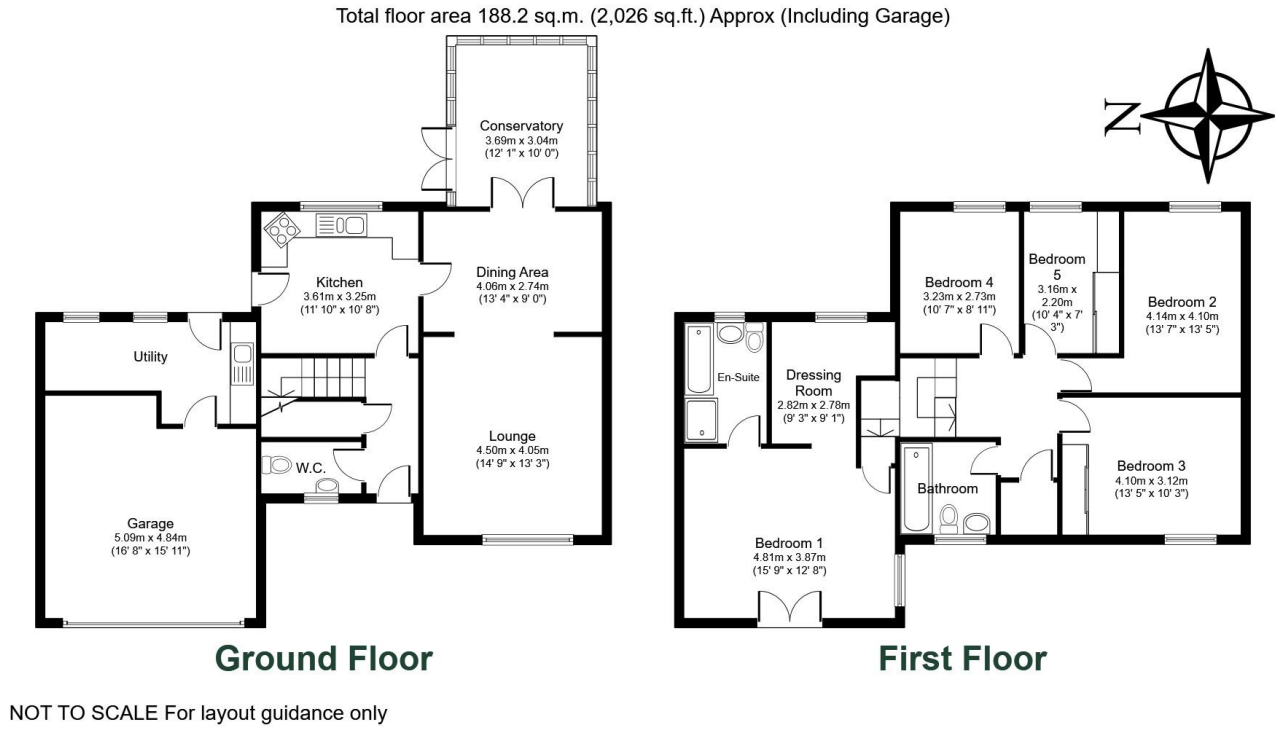 Total floor area 188.2 sq.m. (2,026 sq.ft.) Approx (Including Garage)
N
Conservatory
3.69m x 3.04m
(12' 1" x 10' 0")
Kitchen
3.61m x 3.25m
(11' 10" x 10' 8")
Dining Area
4.06m x 2.74m
(13' 4" x 9' 0")
Utility
Lounge
4.50m x 4.05m
(14' 9" x 13' 3")
W.C.
Garage
5.09m x 4.84m
(16' 8" x 15' 11")
Ground Floor
Bedroom 4
3.23m x 2.73m
(10' 7" x 8' 11")
Bedroom
5
3.16m x
2.20m
(10' 4" x 7'
3")
Bedroom 2
4.14m x 4.10m
(13' 7" x 13' 5")
En-Suite
Dressing
Room
2.82m x 2.78m
(9' 3" x 9' 1")
Bathroom
Bedroom 3
4.10m x 3.12m
(13' 5" x 10' 3")
Bedroom 1
4.81m x 3.87m
(15' 9" x 12' 8")
First Floor
NOT TO SCALE For layout guidance only